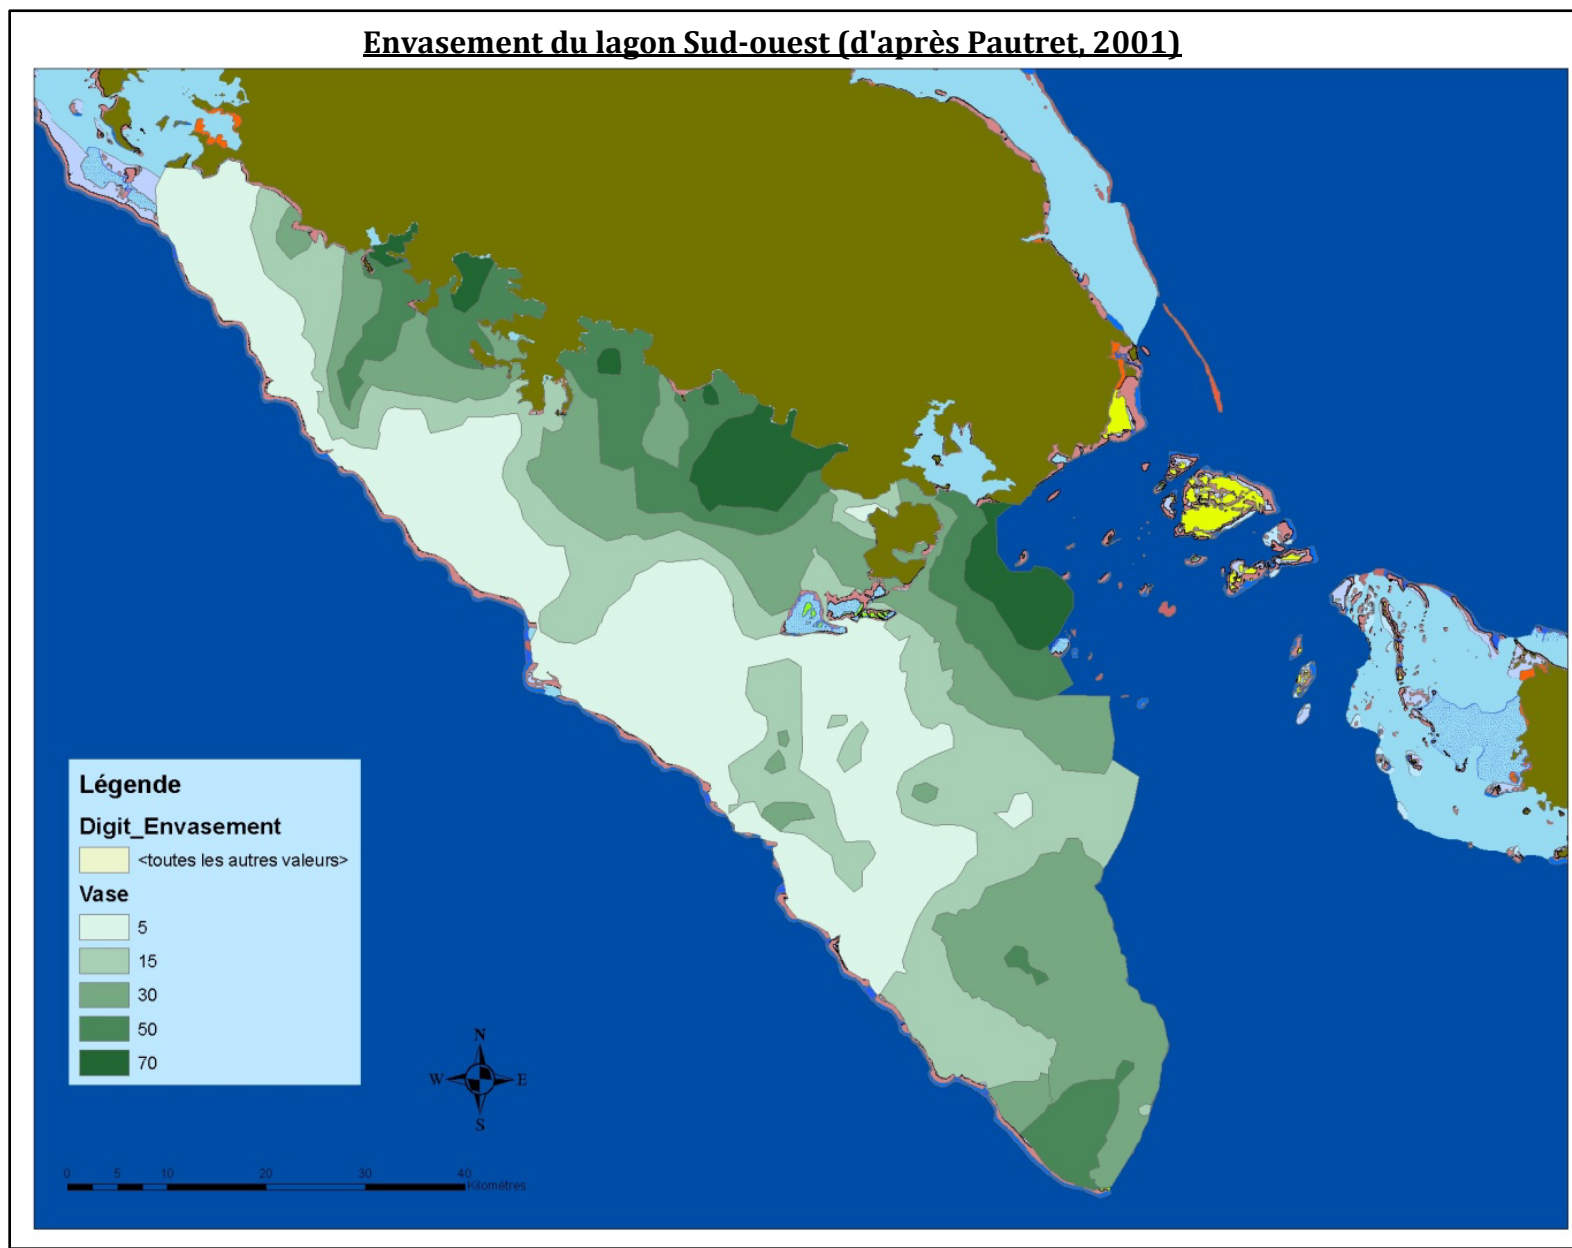 Envasement du lagon Sud-ouest (d'après Pautret, 2001)
Légende
Digit_Envasement
<toutes les autres valeurs>
Vase
5
15
30
50
70
N
W E
S
0 5 10 20 30 40
Kilométres